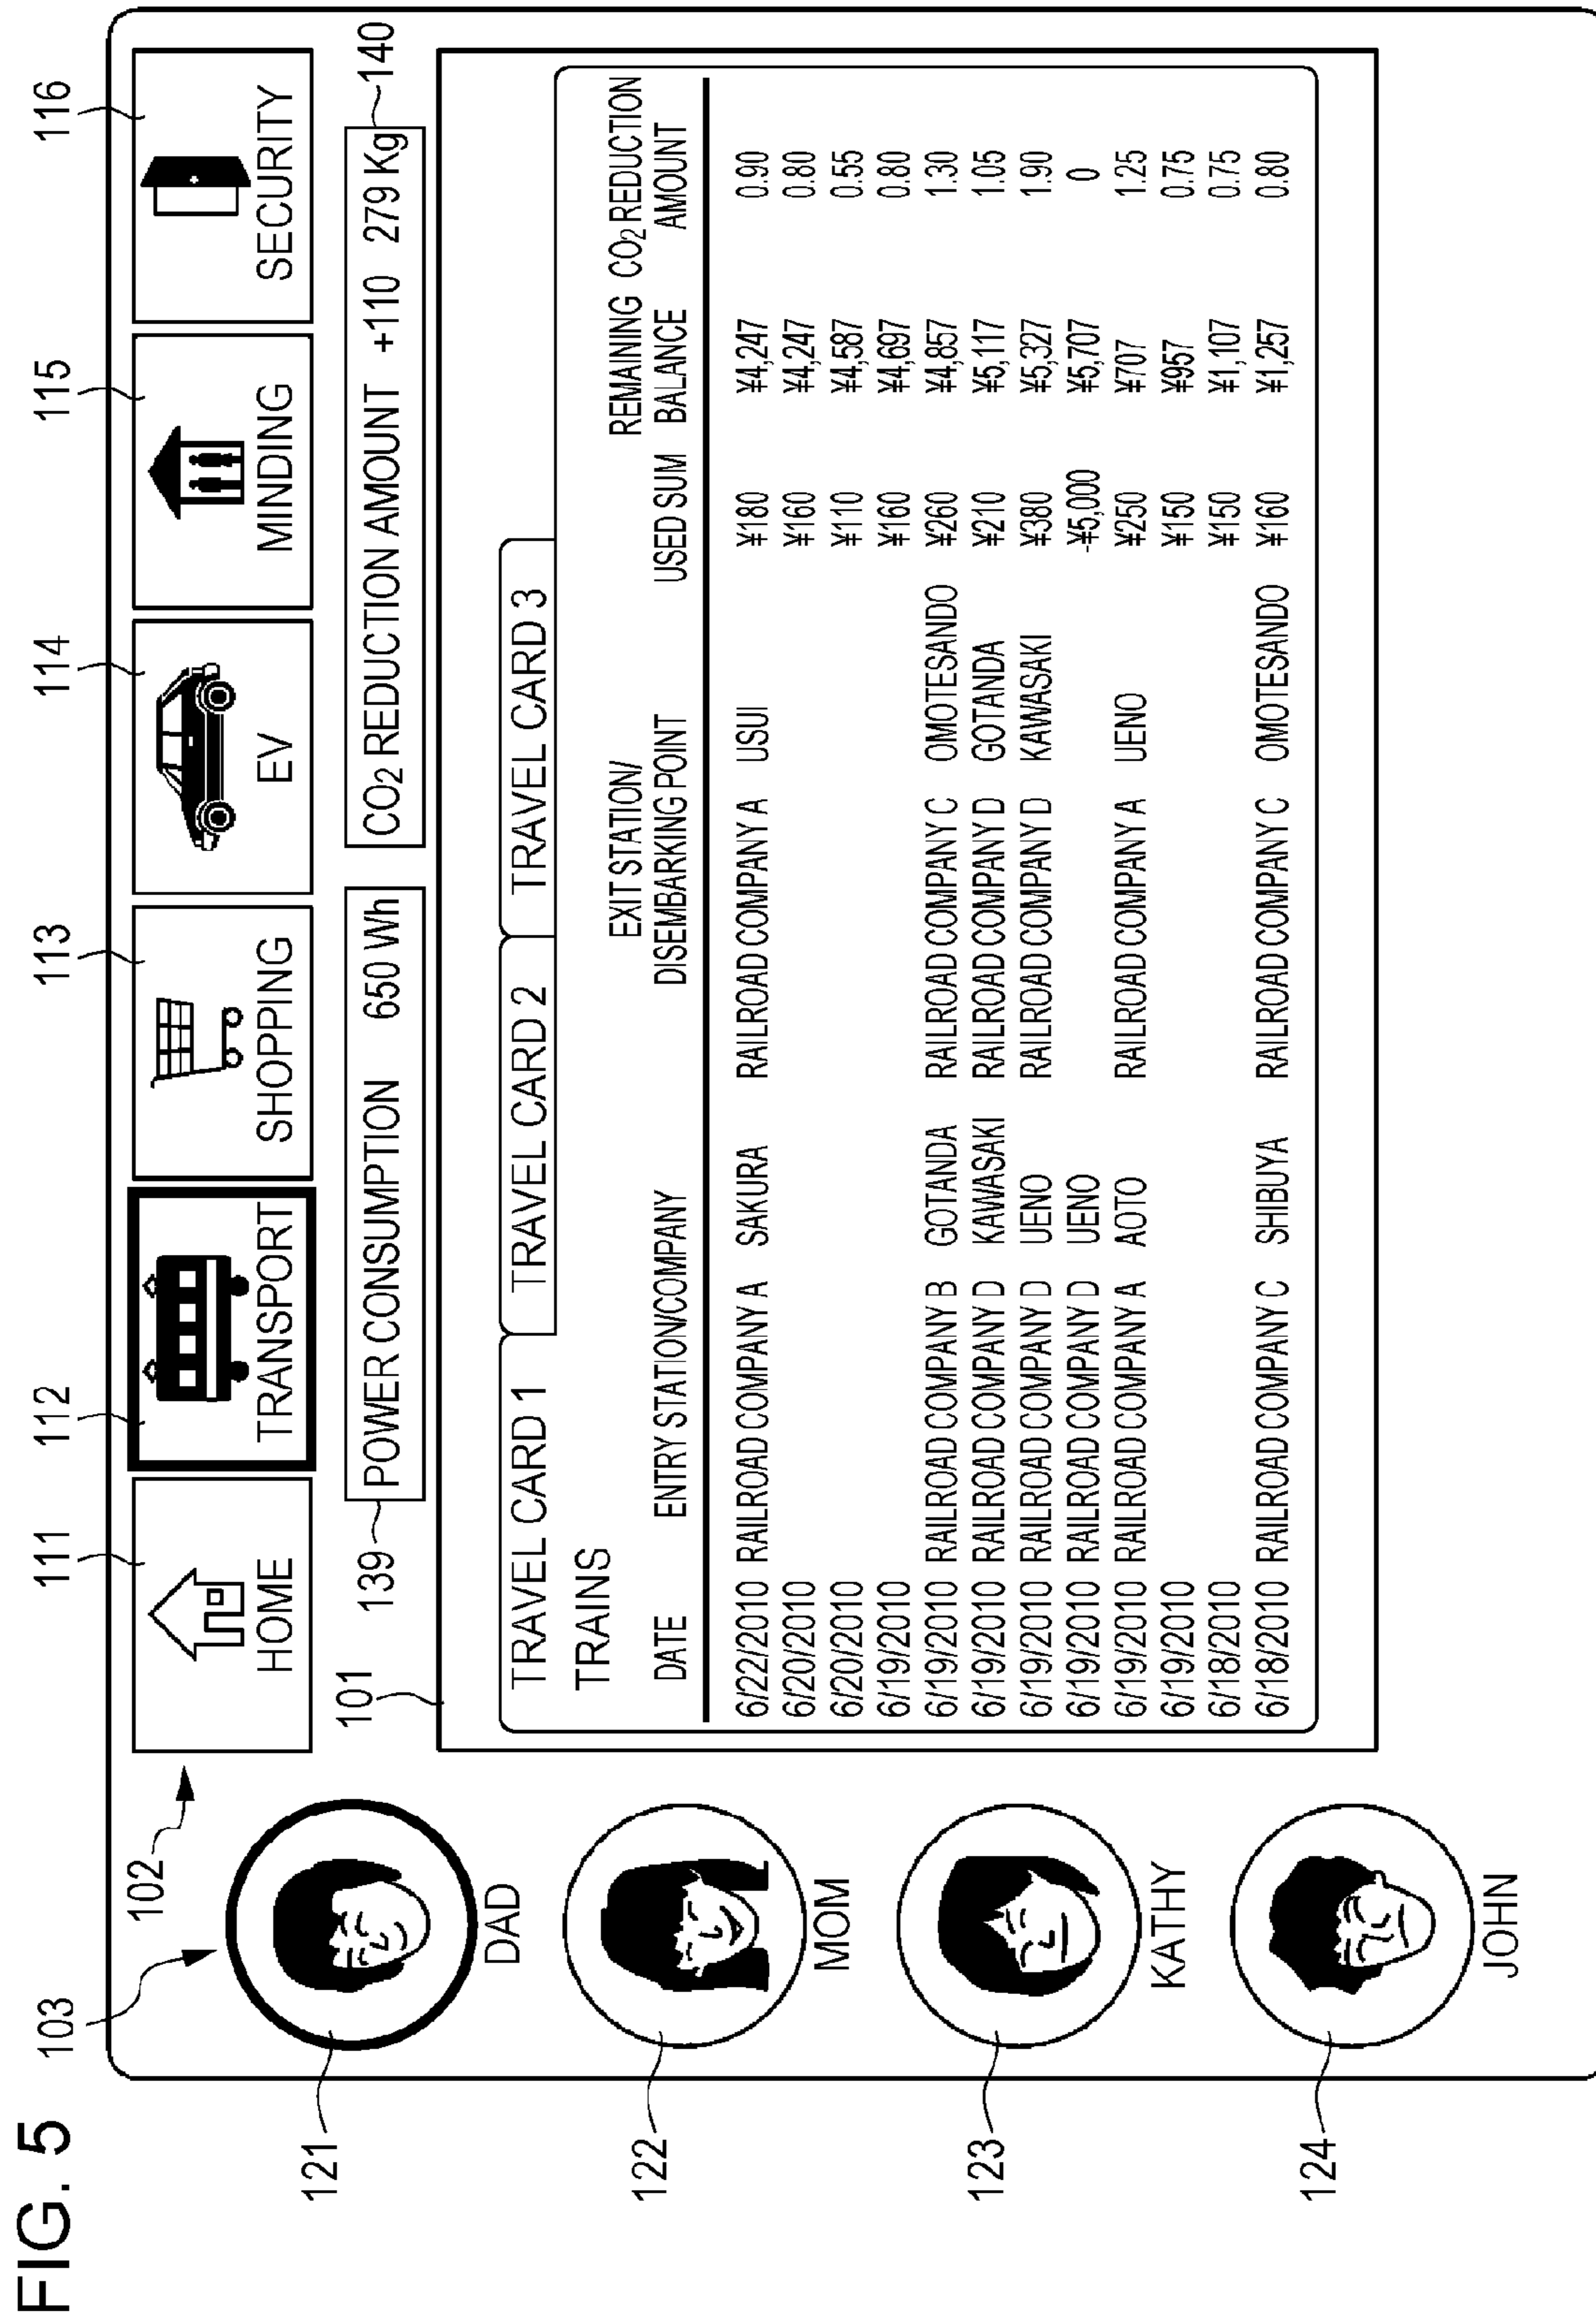 FIG. 5
103
102
111
112
113
114
115
116
HOME
TRANSPORT
SHOPPING
EV
MINDING
SECURITY
101
139
POWER CONSUMPTION 650 Wh
CO2 REDUCTION AMOUNT +110 279 Kg
140
121
DAD
122
MOM
123
KATHY
124
JOHN
TRAVEL CARD 1 TRAVEL CARD 2 TRAVEL CARD 3
TRAINS
EXIT STATION/ REMAINING CO2 REDUCTION
DATE ENTRY STATION/COMPANY DISEMBARKING POINT USED SUM BALANCE AMOUNT
6/22/2010 RAILROAD COMPANY A SAKURA RAILROAD COMPANY A USUI ¥180 ¥4,247 0.90
6/20/2010 ¥160 ¥4,247 0.80
6/20/2010 ¥110 ¥4,587 0.55
6/19/2010 ¥160 ¥4,697 0.80
6/19/2010 RAILROAD COMPANY B GOTANDA RAILROAD COMPANY C OMOTESANDO ¥260 ¥4,857 1.30
6/19/2010 RAILROAD COMPANY D KAWASAKI RAILROAD COMPANY D GOTANDA ¥210 ¥5,117 1.05
6/19/2010 RAILROAD COMPANY D UENO RAILROAD COMPANY D KAWASAKI ¥380 ¥5,327 1.90
6/19/2010 RAILROAD COMPANY D UENO -¥5,000 ¥5,707 0
6/19/2010 RAILROAD COMPANY A AOTO RAILROAD COMPANY A UENO ¥250 ¥707 1.25
6/19/2010 ¥150 ¥957 0.75
6/18/2010 ¥150 ¥1,107 0.75
6/18/2010 RAILROAD COMPANY C SHIBUYA RAILROAD COMPANY C OMOTESANDO ¥160 ¥1,257 0.80